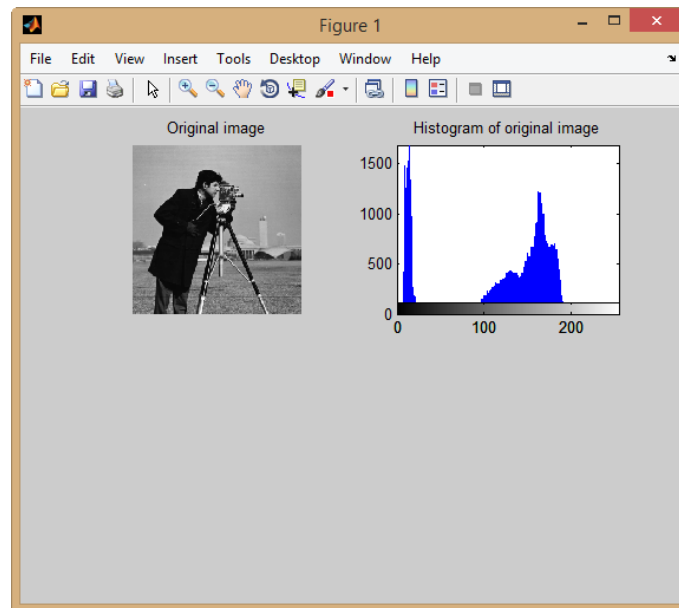 Figure 1
File Edit View Insert Tools Desktop Window Help
Original image
Histogram of original image
1500
1000
500
0
0 100 200